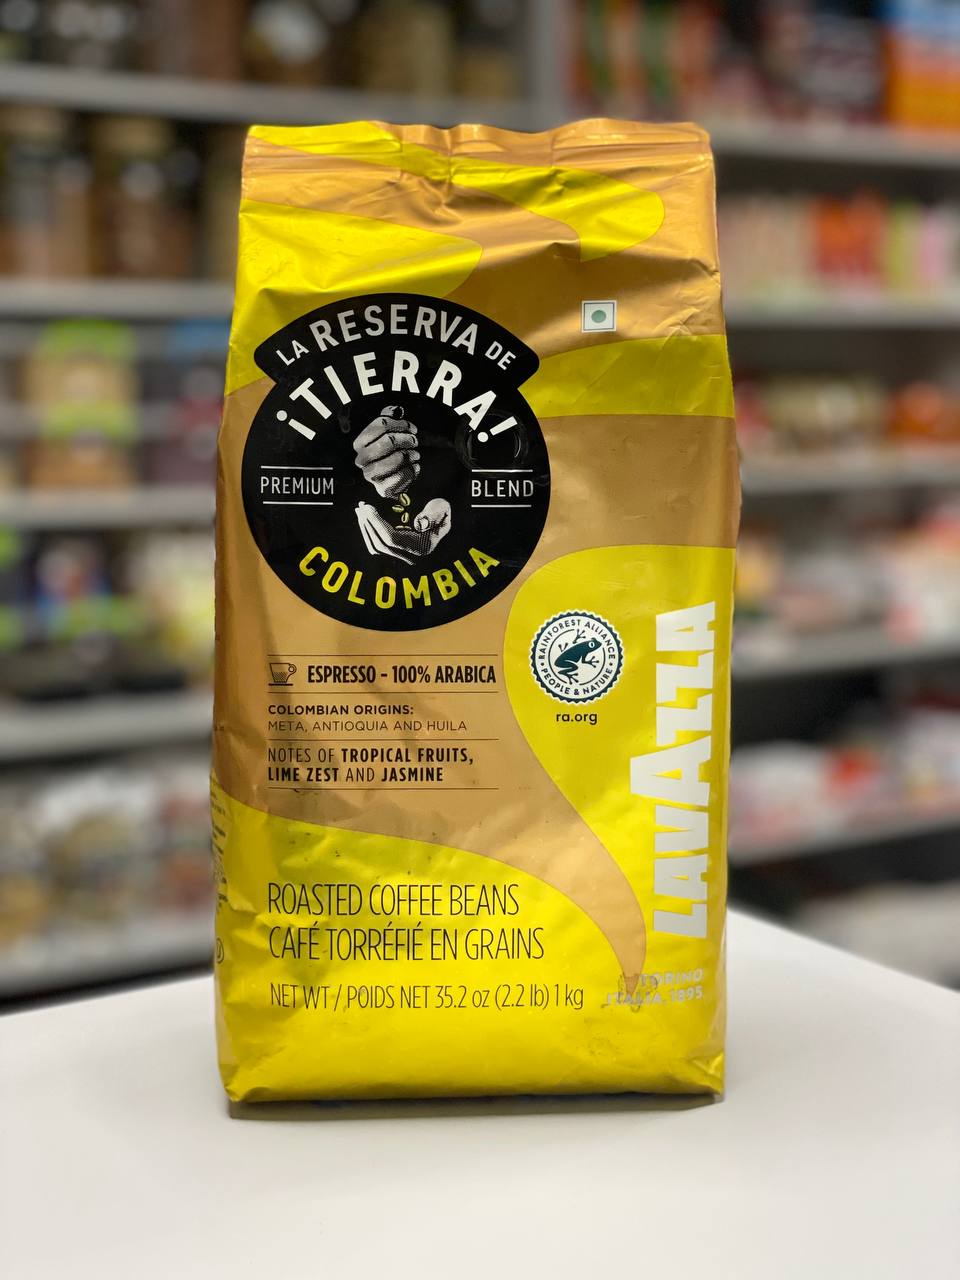 LA RESERVA DE
¡TIERRA!
PREMIUM BLEND
COLOMBIA
RAINFOREST ALLIANCE
PEOPLE & NATURE
ra.org
ESPRESSO - 100% ARABICA
COLOMBIAN ORIGINS:
META, ANTIOQUIA AND HUILA
NOTES OF TROPICAL FRUITS,
LIME ZEST AND JASMINE
LAVAZZA
TORINO
ITALIA, 1895
ROASTED COFFEE BEANS
CAFÉ TORRÉFIÉ EN GRAINS
NET WT / POIDS NET 35.2 oz (2.2 lb) 1 kg